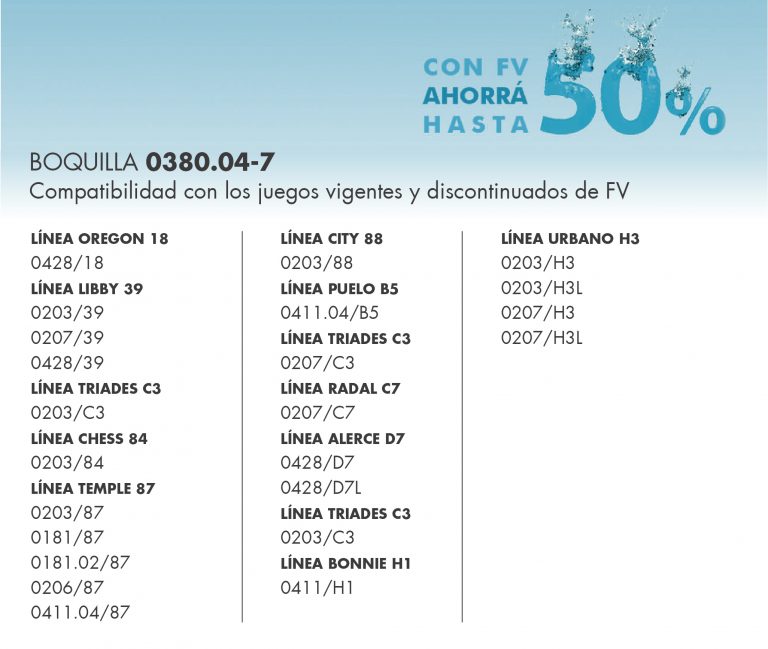 CON FV
AHORRÁ
HASTA
50%
BOQUILLA 0380.04-7
Compatibilidad con los juegos vigentes y discontinuados de FV
LÍNEA OREGON 18
0428/18
LÍNEA LIBBY 39
0203/39
0207/39
0428/39
LÍNEA TRIADES C3
0203/C3
LÍNEA CHESS 84
0203/84
LÍNEA TEMPLE 87
0203/87
0181/87
0181.02/87
0206/87
0411.04/87
LÍNEA CITY 88
0203/88
LÍNEA PUELO B5
0411.04/B5
LÍNEA TRIADES C3
0207/C3
LÍNEA RADAL C7
0207/C7
LÍNEA ALERCE D7
0428/D7
0428/D7L
LÍNEA TRIADES C3
0203/C3
LÍNEA BONNIE H1
0411/H1
LÍNEA URBANO H3
0203/H3
0203/H3L
0207/H3
0207/H3L